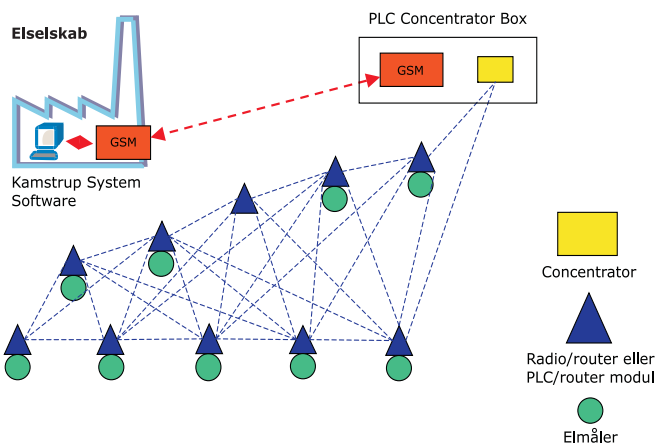 Elselskab
GSM
Kamstrup System
Software
PLC Concentrator Box
GSM
Concentrator
Radio/router eller
PLC/router modul
Elmåler